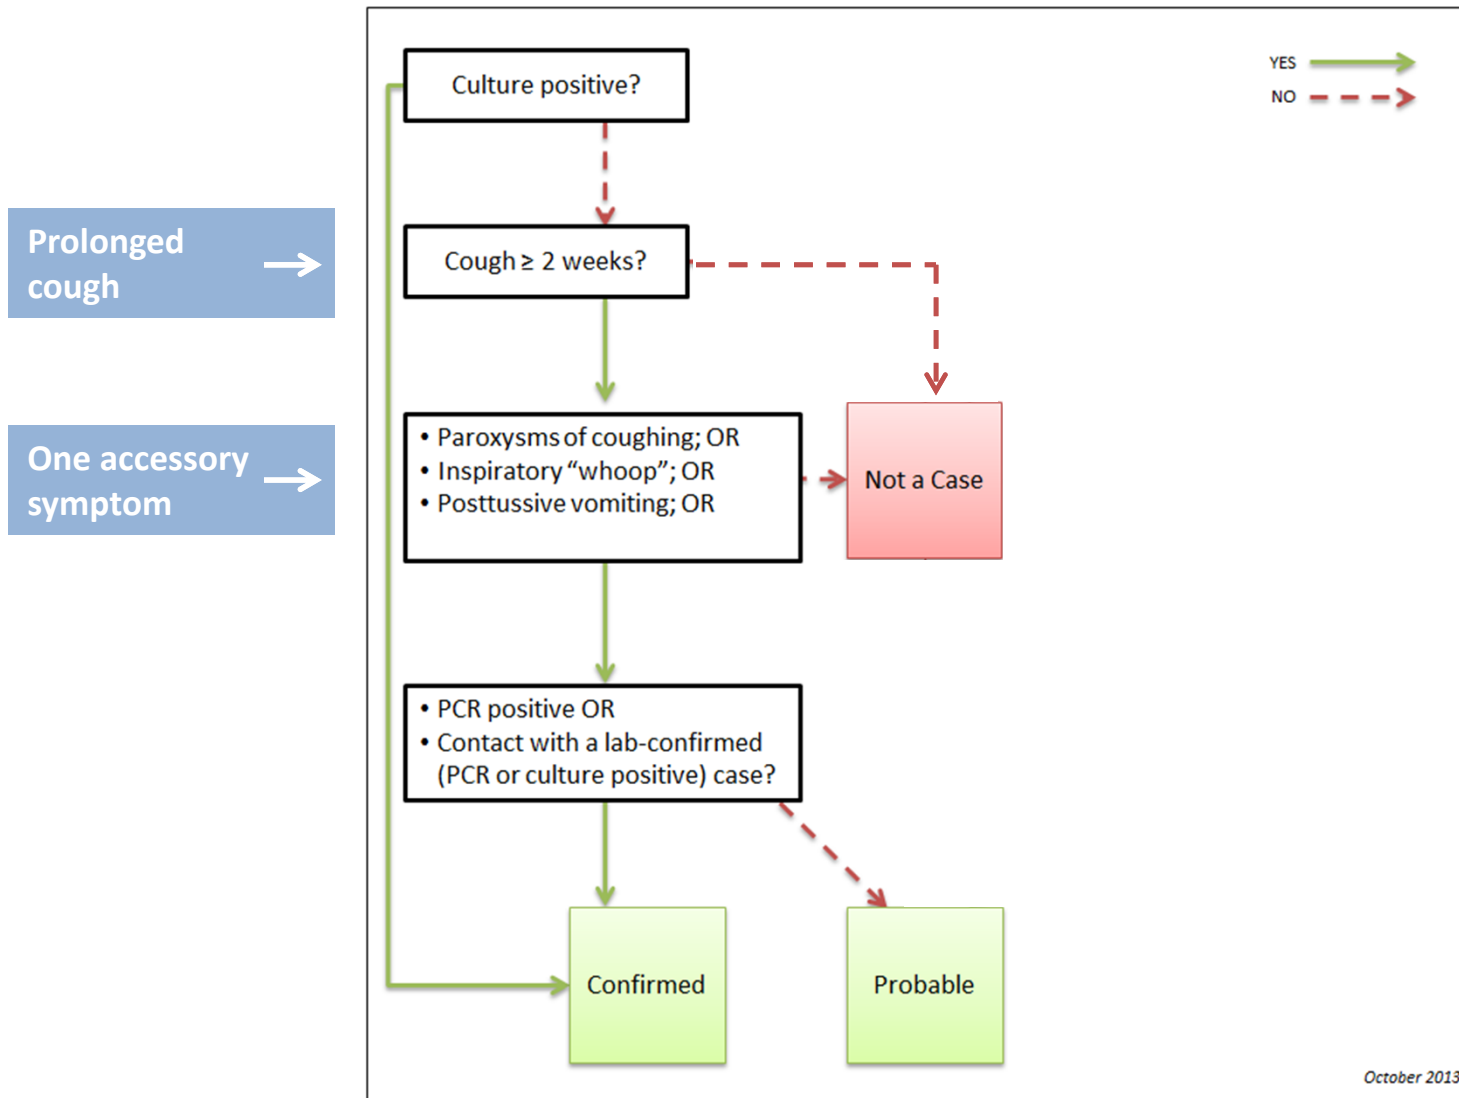 Culture positive?
YES
NO
Prolonged
cough
Cough ≥ 2 weeks?
One accessory
symptom
• Paroxysms of coughing; OR
• Inspiratory “whoop”; OR
• Posttussive vomiting; OR
Not a Case
• PCR positive OR
• Contact with a lab-confirmed
(PCR or culture positive) case?
Confirmed
Probable
October 2013